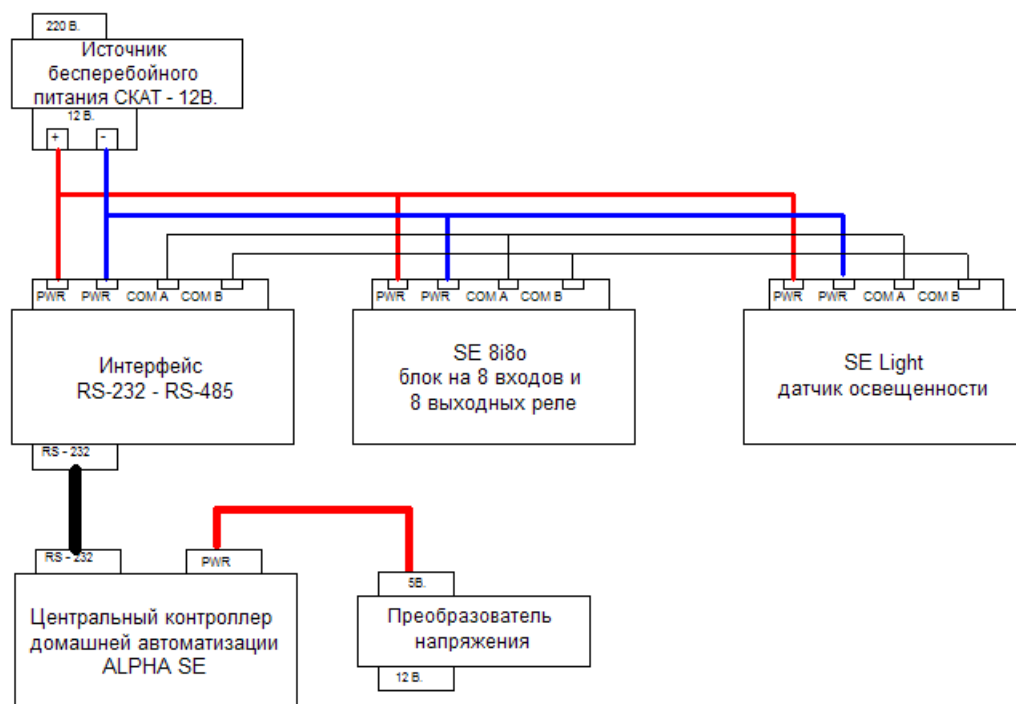 220 В.
Источник
бесперебойного
питания СКАТ - 12В.
12 В.
+ -
PWR PWR COM A COM B
Интерфейс
RS-232 - RS-485
RS - 232
PWR PWR COM A COM B
SE 8i8o
блок на 8 входов и
8 выходных реле
PWR PWR COM A COM B
SE Light
датчик освещенности
RS - 232
PWR
Центральный контроллер
домашней автоматизации
ALPHA SE
5В.
Преобразователь
напряжения
12 В.